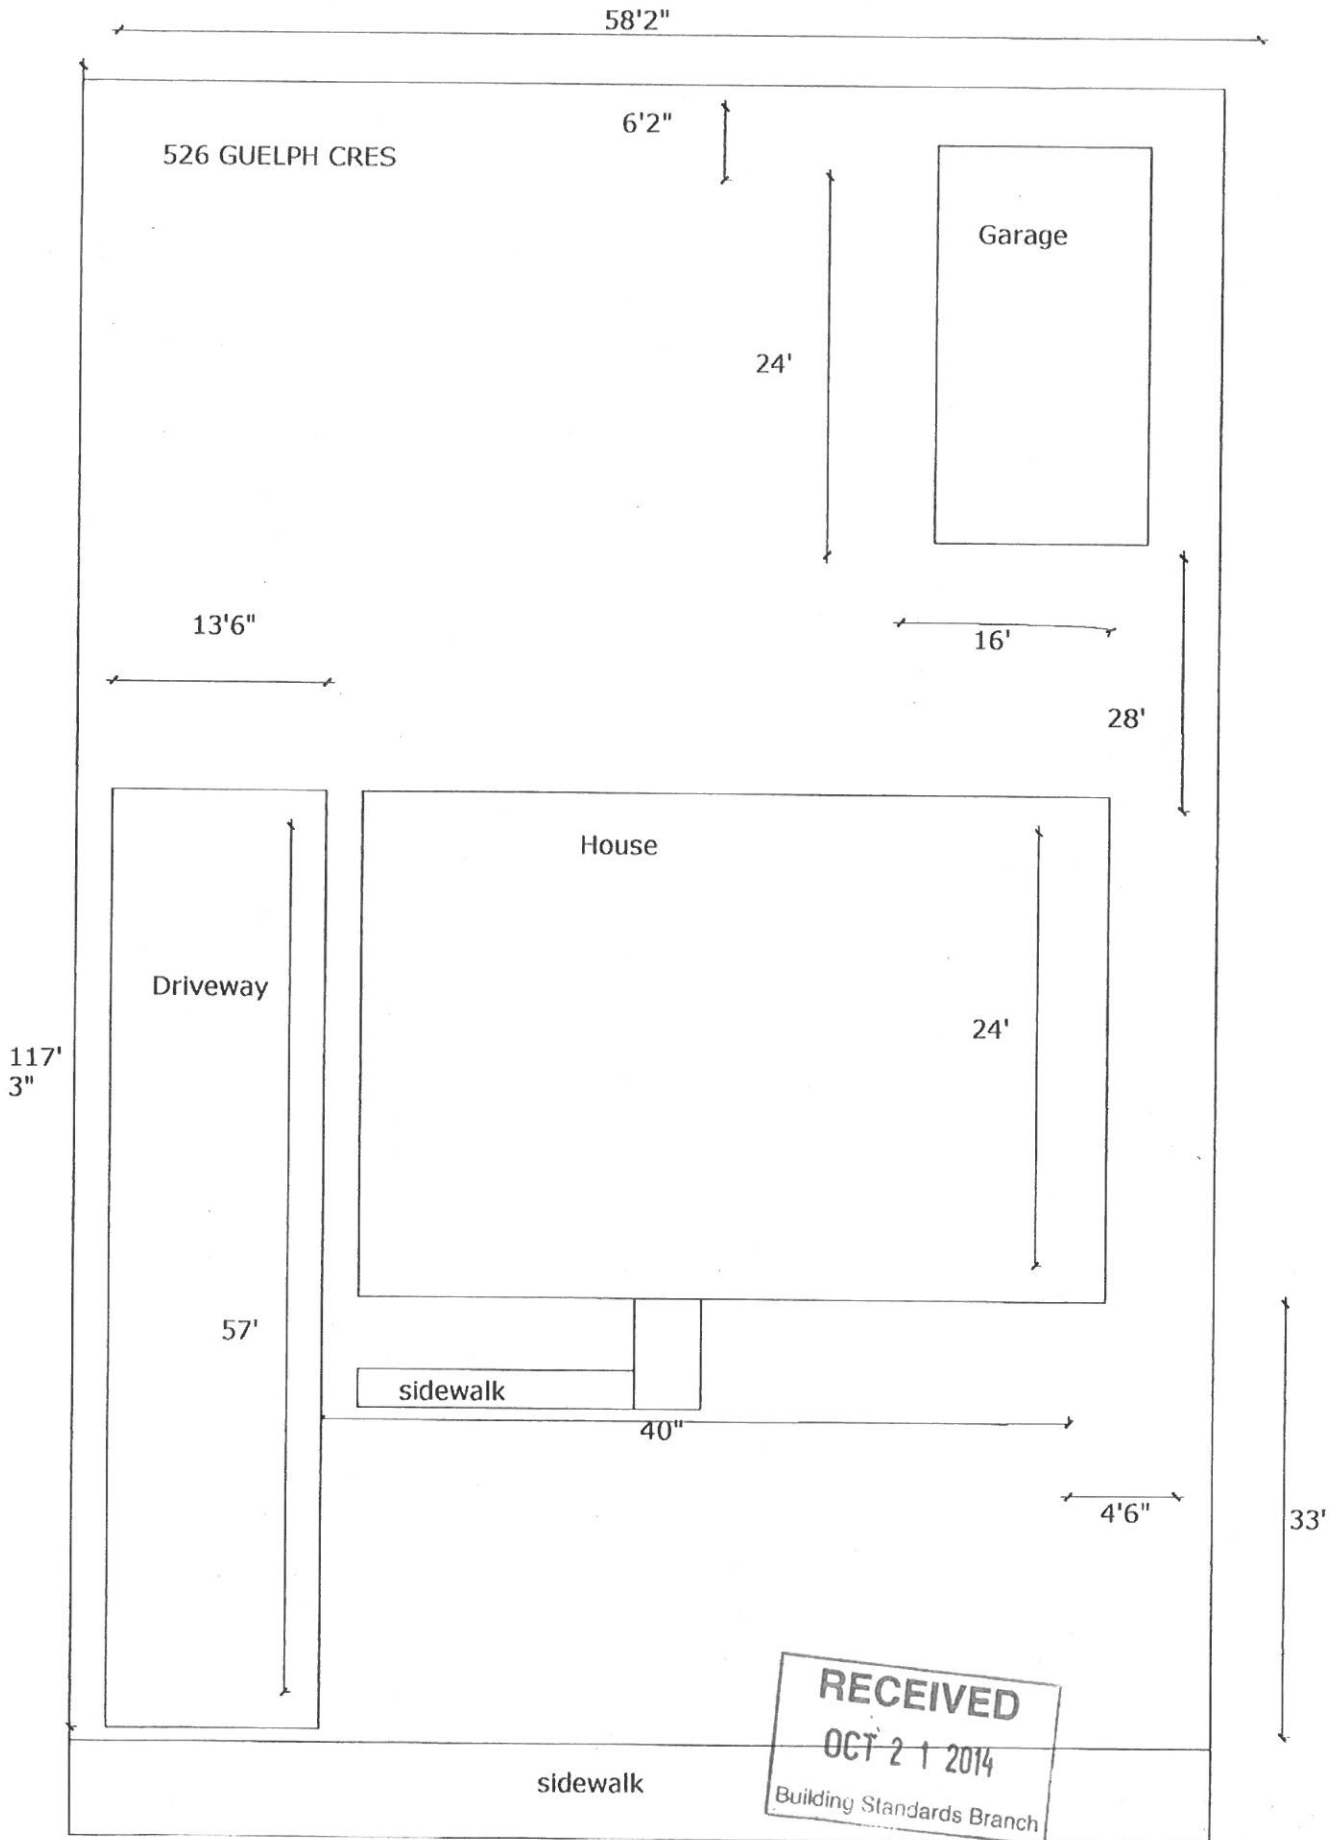 58'2"
6'2"
526 GUELPH CRES
Garage
24'
13'6"
16'
28'
House
Driveway
24'
117'
3"
57'
sidewalk
40"
4'6"
33'
RECEIVED
OCT 2 1 2014
Building Standards Branch
sidewalk